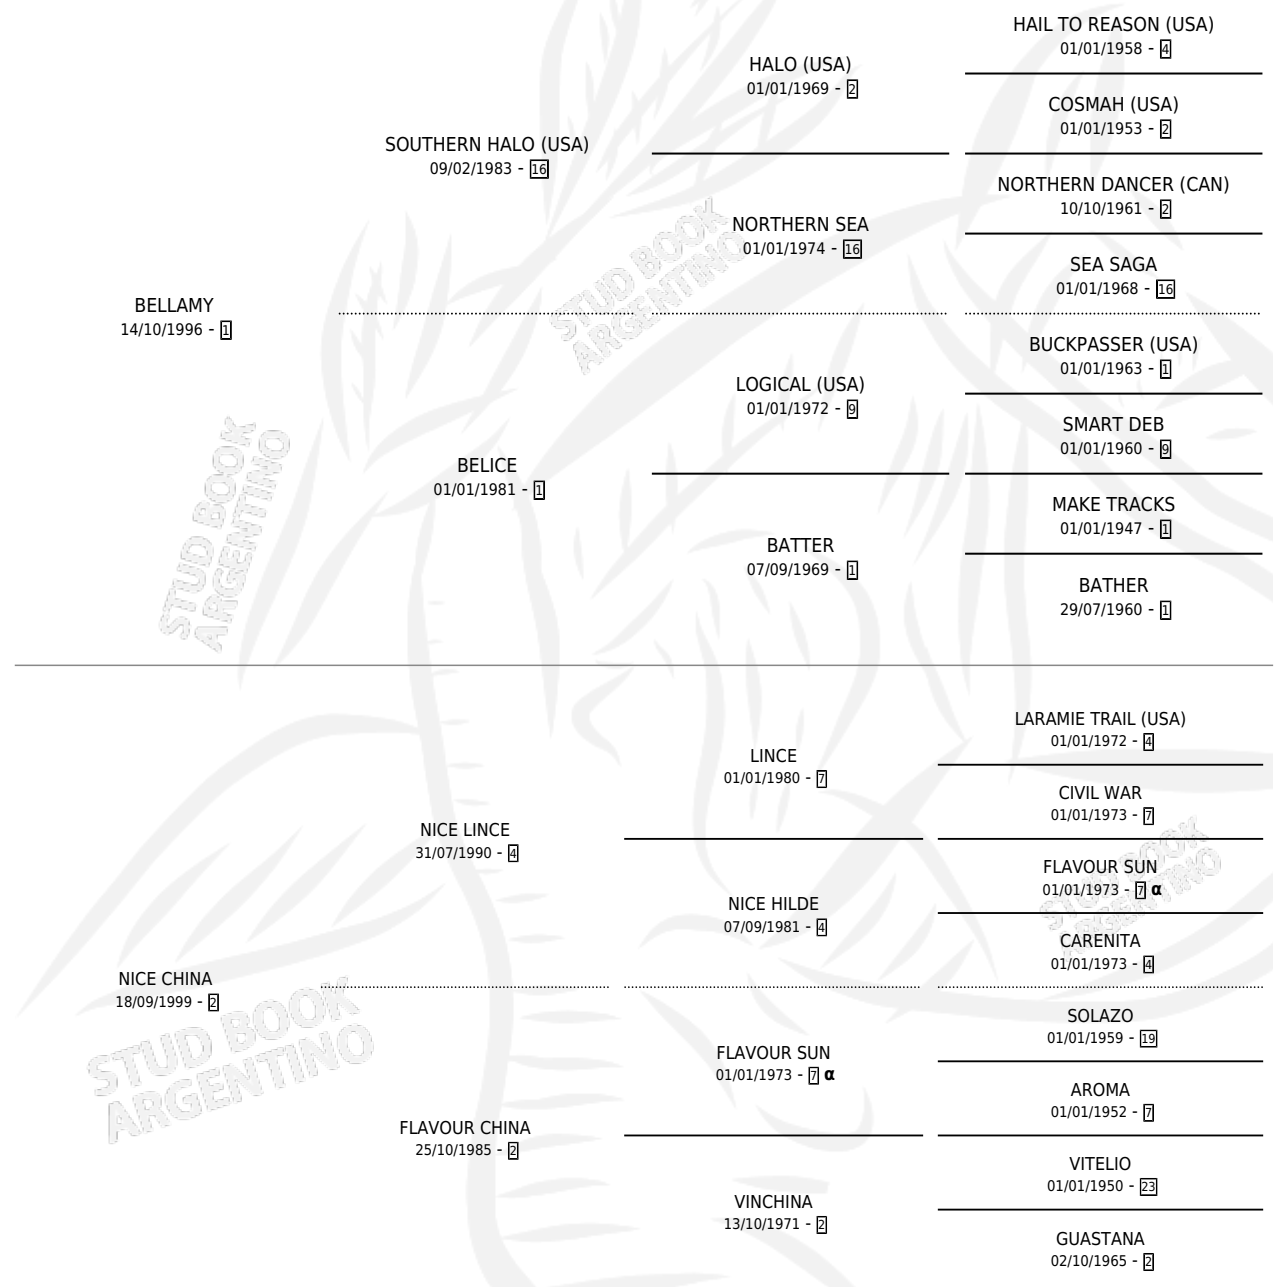 HAIL TO REASON (USA)
01/01/1958 - 4
HALO (USA)
01/01/1969 - 2
COSMAH (USA)
01/01/1953 - 2
SOUTHERN HALO (USA)
09/02/1983 - 16
NORTHERN DANCER (CAN)
10/10/1961 - 2
NORTHERN SEA
01/01/1974 - 16
SEA SAGA
01/01/1968 - 16
STUD BOOK
ARGENTINO
BELLAMY
14/10/1996 - 1
BUCKPASSER (USA)
01/01/1963 - 1
LOGICAL (USA)
01/01/1972 - 9
SMART DEB
01/01/1960 - 9
BELICE
01/01/1981 - 1
MAKE TRACKS
01/01/1947 - 1
BATTER
07/09/1969 - 1
BATHER
29/07/1960 - 1
STUD BOOK
ARGENTINO
LARAMIE TRAIL (USA)
01/01/1972 - 4
LINCE
01/01/1980 - 7
CIVIL WAR
01/01/1973 - 7
NICE LINCE
31/07/1990 - 4
FLAVOUR SUN
01/01/1973 - 7 α
NICE HILDE
07/09/1981 - 4
CARENITA
01/01/1973 - 4
STUD BOOK
ARGENTINO
NICE CHINA
18/09/1999 - 2
SOLAZO
01/01/1959 - 19
FLAVOUR SUN
01/01/1973 - 7 α
AROMA
01/01/1952 - 7
FLAVOUR CHINA
25/10/1985 - 2
VITELIO
01/01/1950 - 23
VINCHINA
13/10/1971 - 2
GUASTANA
02/10/1965 - 2
STUD BOOK
ARGENTINO